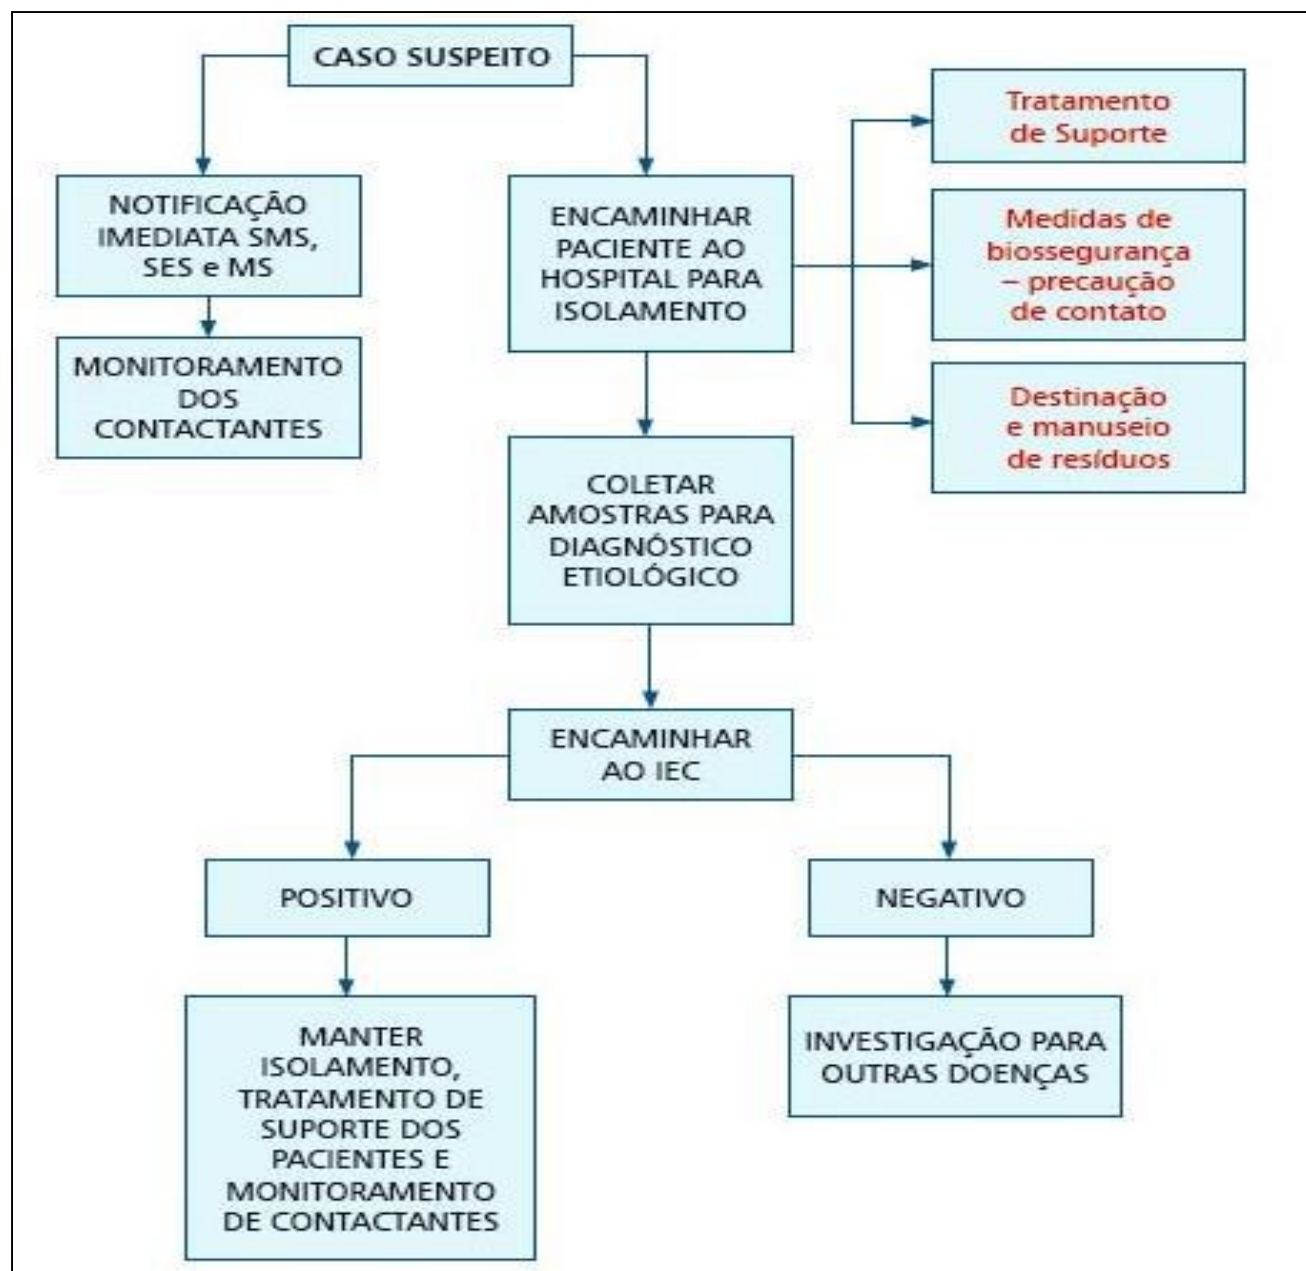 CASO SUSPEITO
NOTIFICAÇÃO
IMEDIATA SMS,
SES e MS
MONITORAMENTO
DOS
CONTACTANTES
ENCAMINHAR
PACIENTE AO
HOSPITAL PARA
ISOLAMENTO
Tratamento
de Suporte
Medidas de
biossegurança
– precaução
de contato
Destinação
e manuseio
de resíduos
COLETAR
AMOSTRAS PARA
DIAGNÓSTICO
ETIOLÓGICO
ENCAMINHAR
AO IEC
POSITIVO
MANTER
ISOLAMENTO,
TRATAMENTO DE
SUPORTE DOS
PACIENTES E
MONITORAMENTO
DE CONTACTANTES
NEGATIVO
INVESTIGAÇÃO PARA
OUTRAS DOENÇAS